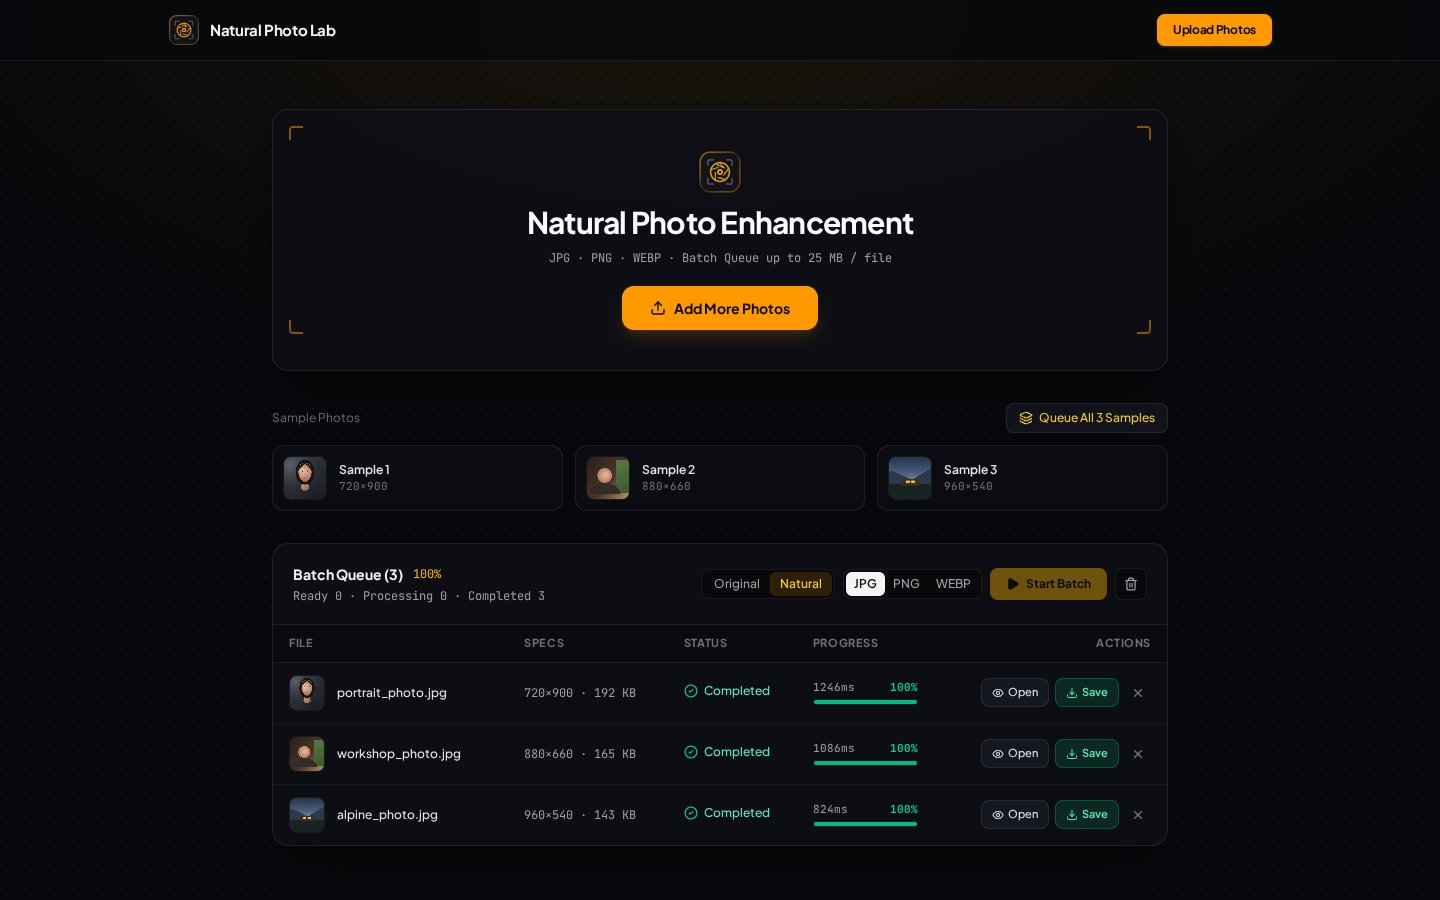 Natural Photo Lab
Upload Photos
Natural Photo Enhancement
JPG · PNG · WEBP · Batch Queue up to 25 MB / file
Add More Photos
Sample Photos
Queue All 3 Samples
Sample 1
720×900
Sample 2
880×660
Sample 3
960×540
Batch Queue (3) 100%
Ready 0 · Processing 0 · Completed 3
Original Natural JPG PNG WEBP Start Batch
FILE SPECS STATUS PROGRESS ACTIONS
portrait_photo.jpg 720×900 · 192 KB Completed 1246ms 100% Open Save
workshop_photo.jpg 880×660 · 165 KB Completed 1086ms 100% Open Save
alpine_photo.jpg 960×540 · 143 KB Completed 824ms 100% Open Save